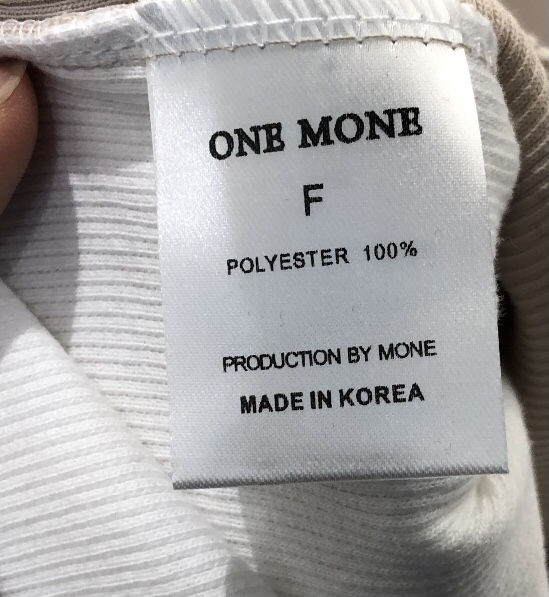 ONE MONE
F
POLYESTER 100%
PRODUCTION BY MONE
MADE IN KOREA